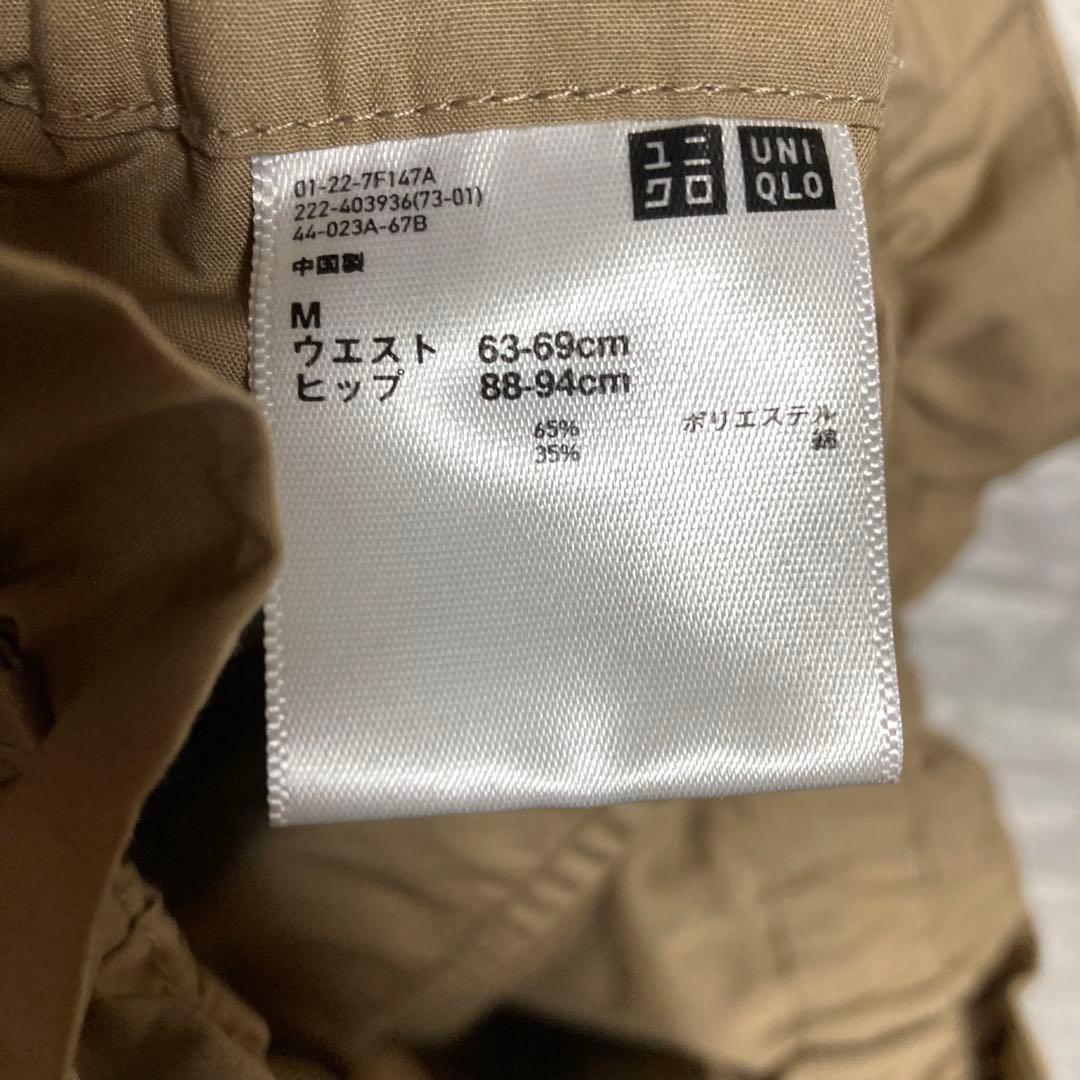 01-22-7F147A
222-403936(73-01)
44-023A-67B
中国製
ユニ
クロ
UNI
QLO
M
ウエスト 63-69cm
ヒップ 88-94cm
65% ポリエステル
35% 綿